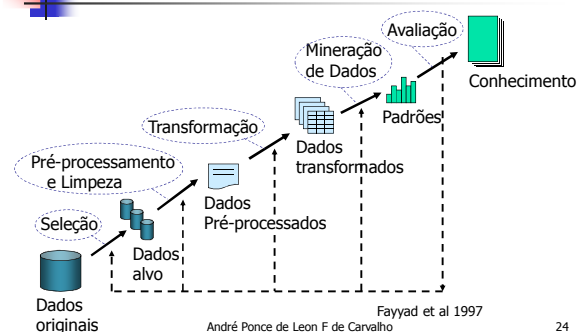 Avaliação
Mineração
de Dados
Conhecimento
Padrões
Transformação
Dados
transformados
Pré-processamento
e Limpeza
Dados
Pré-processados
Seleção
Dados
alvo
Dados
originais
Fayyad et al 1997
André Ponce de Leon F de Carvalho
24